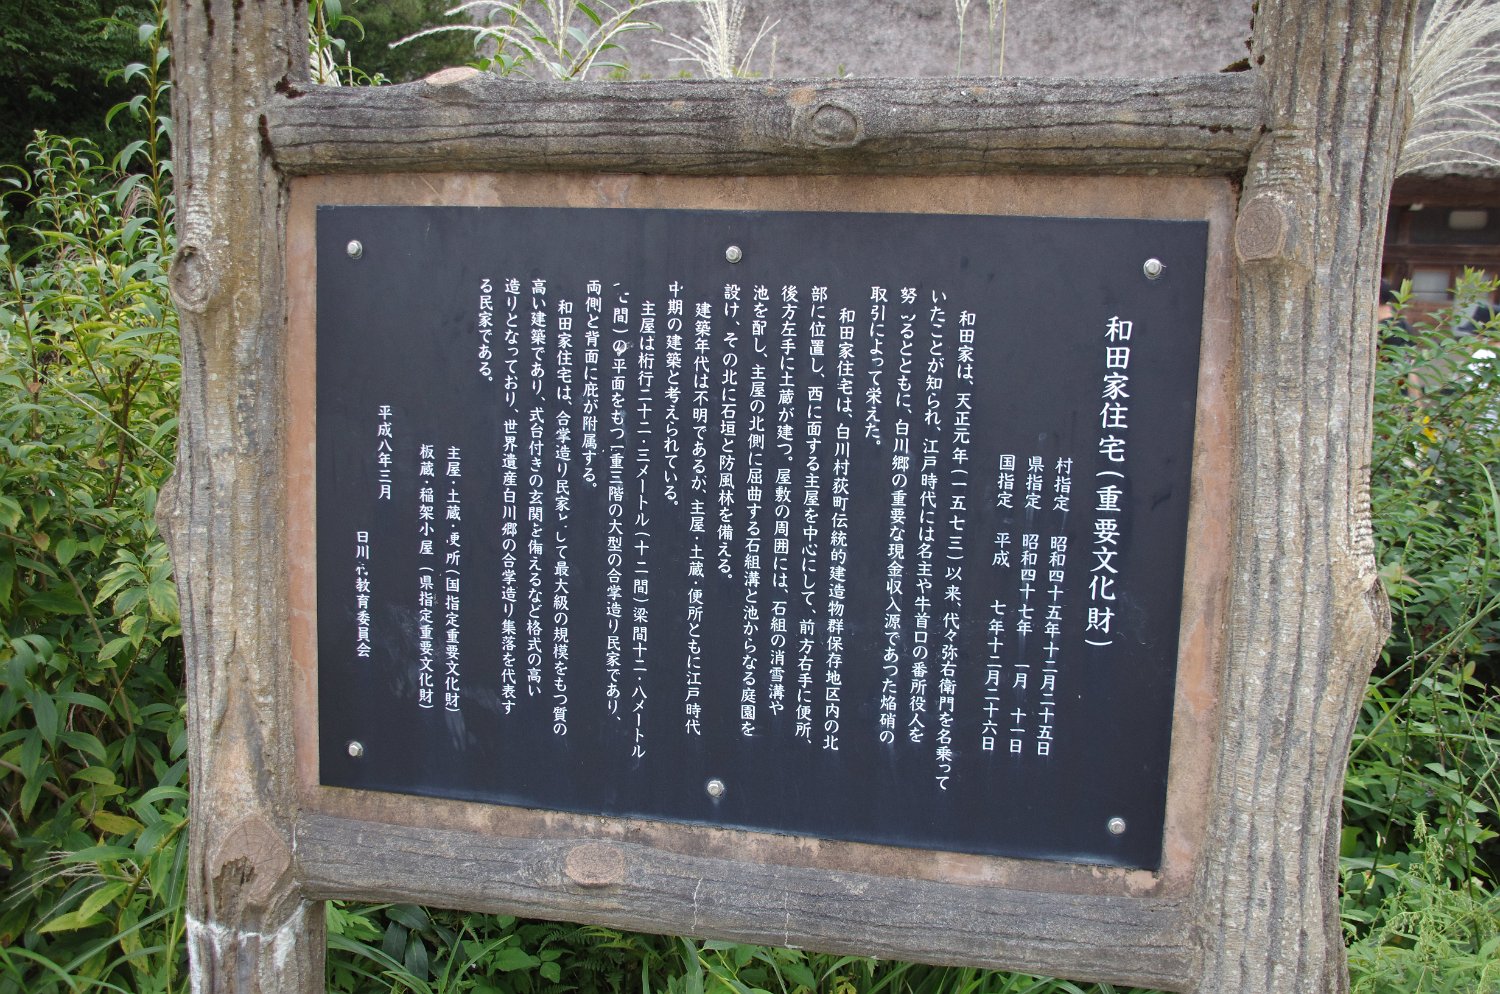 和田家住宅(重要文化財)
村指定 昭和四十五年十二月二十五日
県指定 昭和四十七年 一月 十一日
国指定 平成 七年十二月二十六日
和田家は、天正元年(一五七三)以来、代々弥右衛門を名乗って
いたことが知られ、江戸時代には名主や牛首口の番所役人を
努 るとともに、白川郷の重要な現金収入源であつた焔硝の
取引によって栄えた。
和田家住宅は、白川村荻町伝統的建造物群保存地区内の北
部に位置し、西に面する主屋を中心にして、前方右手に便所、
後方左手に土蔵が建つ。屋敷の周囲には、石組の消雪溝や
池を配し、主屋の北側に屈曲する石組溝と池からなる庭園を
設け、その北に石垣と防風林を備える。
建築年代は不明であるか、主屋・土蔵・便所ともに江戸時代
中期の建築と考えられている。
主屋は桁行二十二・三メートル(十二間)梁間十二・八メートル
間)の平面をもつ二重三階の大型の合掌造り民家であり、
両側と背面に庇が附属する。
和田家住宅は、合掌造り民家として最大級の規模をもつ質の
高い建築であり、式台付きの玄関を備えるなど格式の高い
造りとなっており、世界遺産白川郷の合掌造り集落を代表す
る民家である。
主屋・土蔵・便所(国指定重要文化財)
板蔵・稲架小屋(県指定重要文化財)
平成八年三月
白川村教育委員会